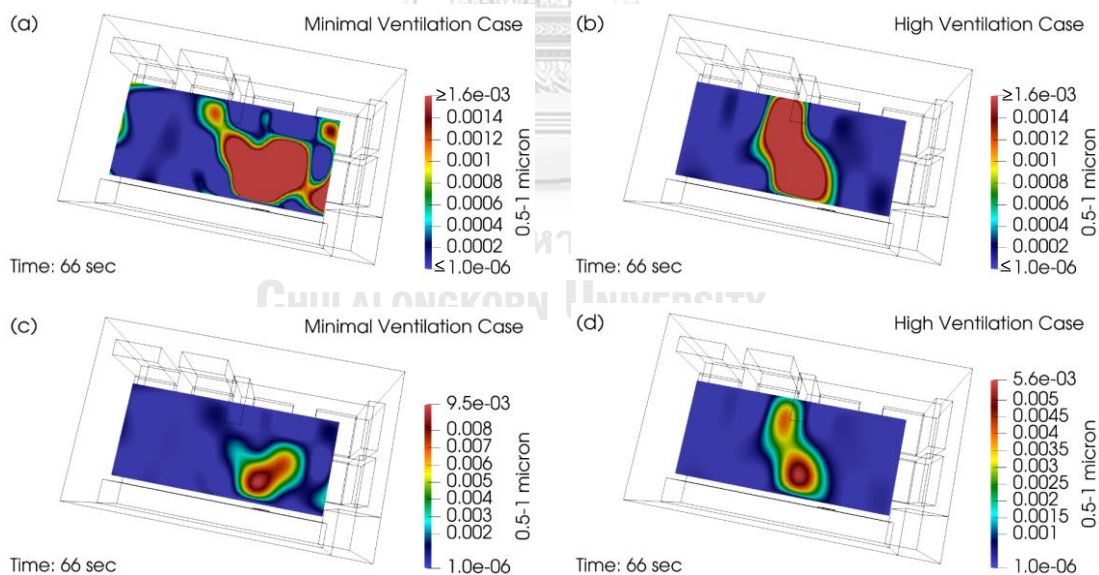 (a)
Minimal Ventilation Case
≥1.6e-03
0.0014
0.0012
0.001
0.0008
0.0006
0.0004
0.0002
≤1.0e-06
0.5-1 micron
Time: 66 sec
(b)
High Ventilation Case
≥1.6e-03
0.0014
0.0012
0.001
0.0008
0.0006
0.0004
0.0002
≤1.0e-06
0.5-1 micron
Time: 66 sec
CHULALONGKORN UNIVERSITY
(c)
Minimal Ventilation Case
9.5e-03
0.008
0.007
0.006
0.005
0.004
0.003
0.002
1.0e-06
0.5-1 micron
Time: 66 sec
(d)
High Ventilation Case
5.6e-03
0.005
0.0045
0.004
0.0035
0.003
0.0025
0.002
0.0015
0.001
1.0e-06
0.5-1 micron
Time: 66 sec